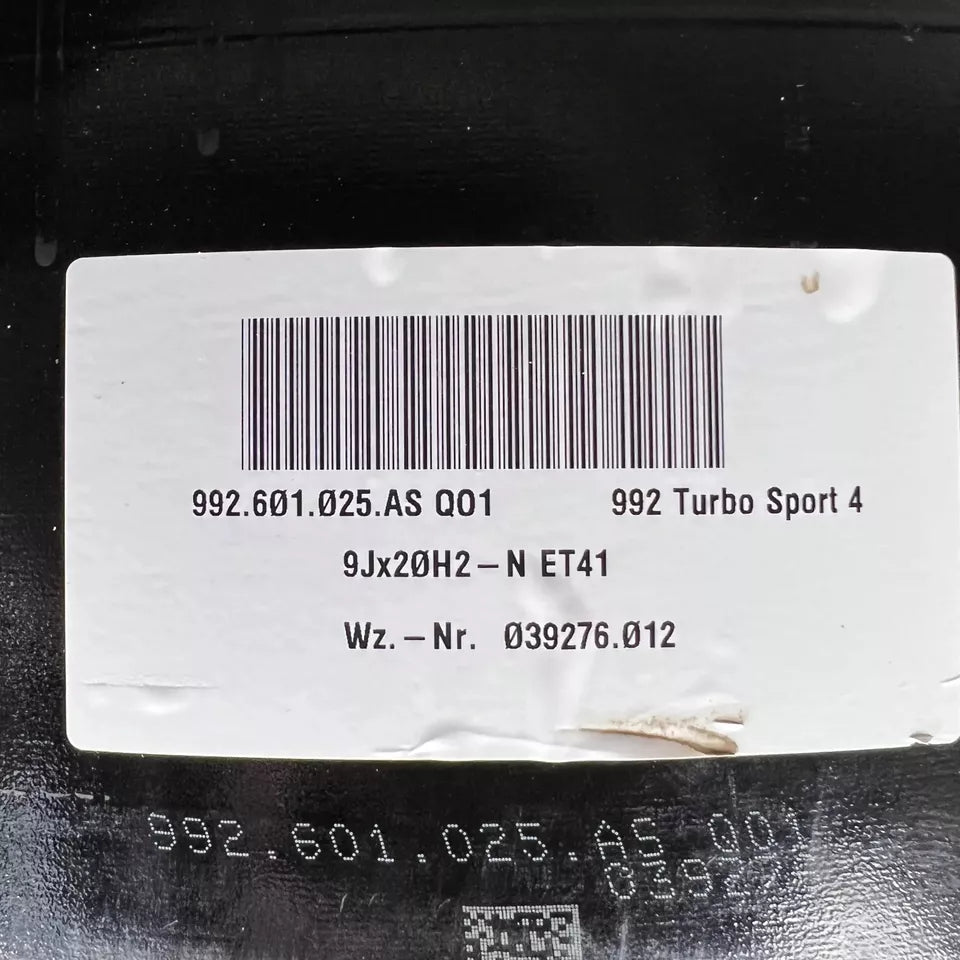 992.6Ø1.Ø25.AS QO1 992 Turbo Sport 4
9Jx2ØH2–N ET41
Wz.–Nr. Ø39276.Ø12
992.601.025.AS Q01